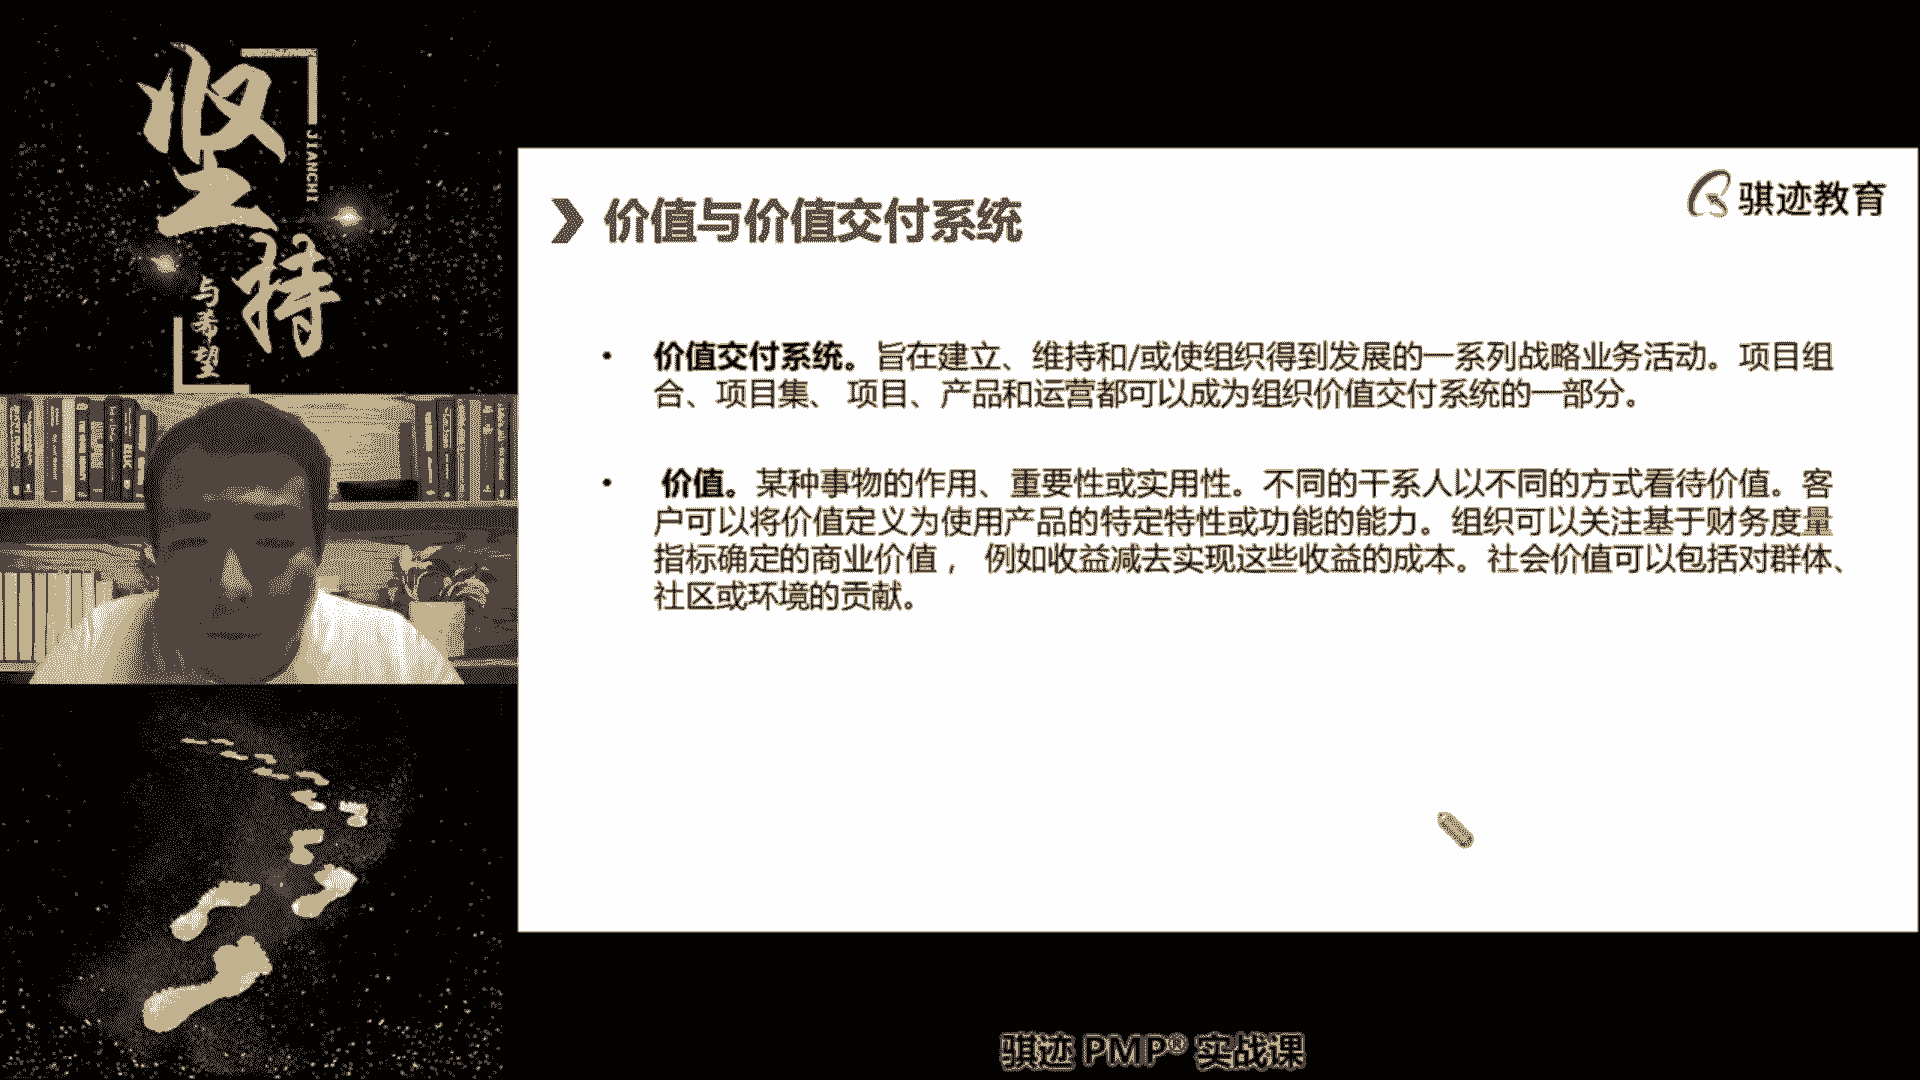 坚持
JIANCHI
与希望
骐迹教育
价值与价值交付系统
• 价值交付系统。旨在建立、维持和/或使组织得到发展的一系列战略业务活动。项目组
合、项目集、 项目、产品和运营都可以成为组织价值交付系统的一部分。
• 价值。某种事物的作用、重要性或实用性。不同的干系人以不同的方式看待价值。客
户可以将价值定义为使用产品的特定特性或功能的能力。组织可以关注基于财务度量
指标确定的商业价值， 例如收益减去实现这些收益的成本。社会价值可以包括对群体、
社区或环境的贡献。
骐迹 PMP® 实战课